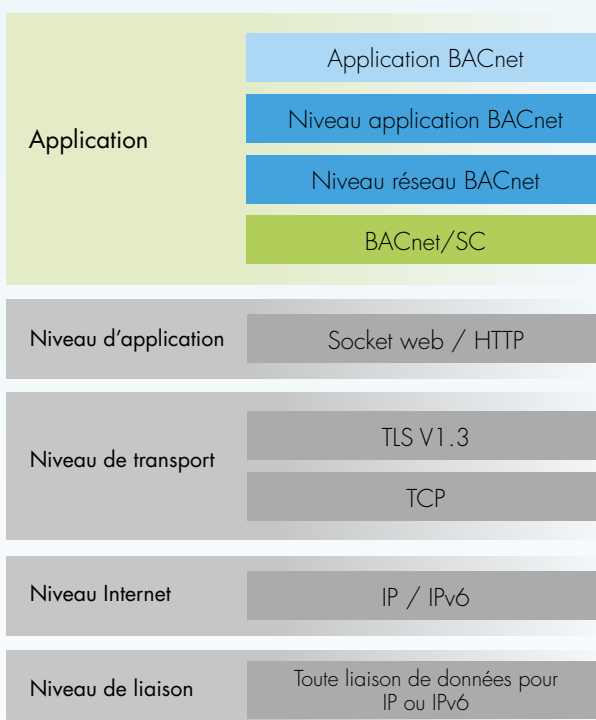 Application
Application BACnet
Niveau application BACnet
Niveau réseau BACnet
BACnet/SC
Niveau d'application
Socket web / HTTP
Niveau de transport
TLS V1.3
TCP
Niveau Internet
IP / IPv6
Niveau de liaison
Toute liaison de données pour
IP ou IPv6